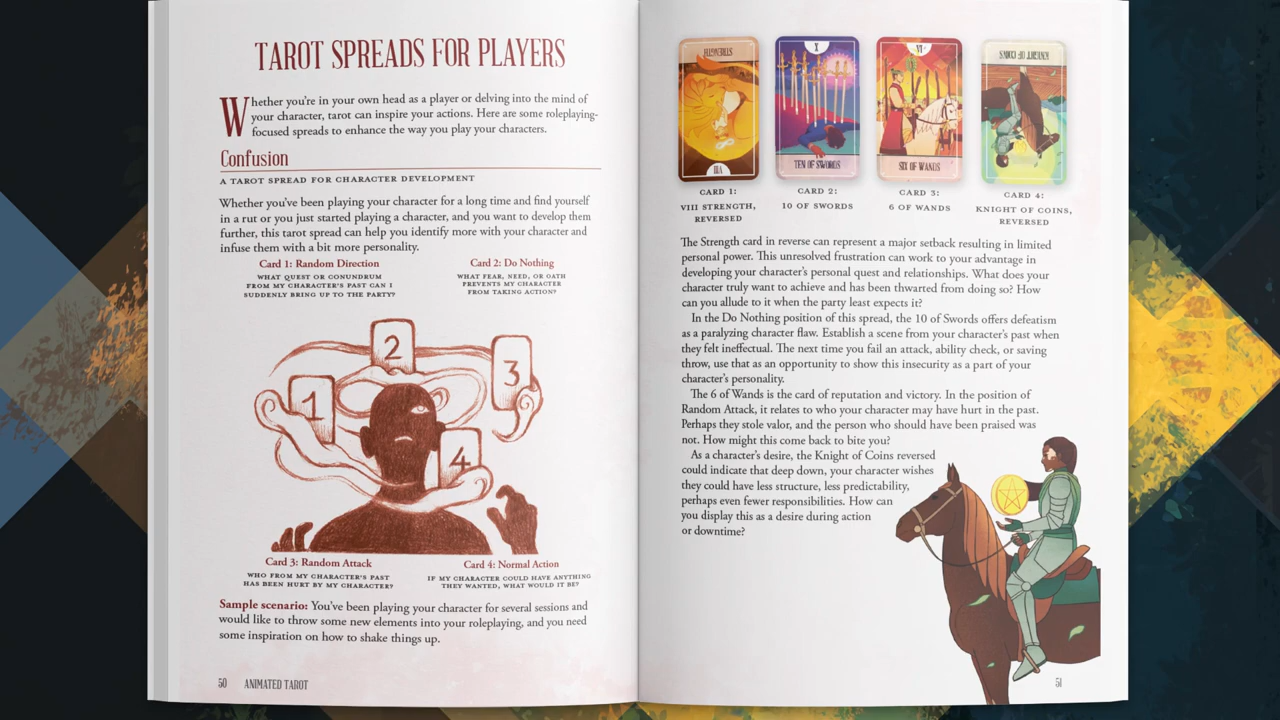 TAROT SPREADS FOR PLAYERS
Whether you're in your own head as a player or delving into the mind of
your character, tarot can inspire your actions. Here are some roleplaying-
focused spreads to enhance the way you play your characters.
Confusion
A TAROT SPREAD FOR CHARACTER DEVELOPMENT
Whether you've been playing your character for a long time and find yourself
in a rut or you just started playing a character, and you want to develop them
further, this tarot spread can help you identify more with your character and
infuse them with a bit more personality.
Card 1: Random Direction
WHAT QUEST OR CONUNDRUM
FROM MY CHARACTER'S PAST CAN I
SUDDENLY BRING UP TO THE PARTY?
Card 2: Do Nothing
WHAT FEAR, NEED, OR OATH
PREVENTS MY CHARACTER
FROM TAKING ACTION?
1
2
3
4
Card 3: Random Attack
WHO FROM MY CHARACTER'S PAST
HAS BEEN HURT BY MY CHARACTER?
Card 4: Normal Action
IF MY CHARACTER COULD HAVE ANYTHING
THEY WANTED, WHAT WOULD IT BE?
Sample scenario: You've been playing your character for several sessions and
would like to throw some new elements into your roleplaying, and you need
some inspiration on how to shake things up.
50 ANIMATED TAROT
STRENGTH
VIII
X
TEN OF SWORDS
VI
SIX OF WANDS
KNIGHT OF COINS
CARD 1:
VIII STRENGTH,
REVERSED
CARD 2:
10 OF SWORDS
CARD 3:
6 OF WANDS
CARD 4:
KNIGHT OF COINS,
REVERSED
The Strength card in reverse can represent a major setback resulting in limited
personal power. This unresolved frustration can work to your advantage in
developing your character's personal quest and relationships. What does your
character truly want to achieve and has been thwarted from doing so? How
can you allude to it when the party least expects it?
In the Do Nothing position of this spread, the 10 of Swords offers defeatism
as a paralyzing character flaw. Establish a scene from your character's past when
they felt ineffectual. The next time you fail an attack, ability check, or saving
throw, use that as an opportunity to show this insecurity as a part of your
character's personality.
The 6 of Wands is the card of reputation and victory. In the position of
Random Attack, it relates to who your character may have hurt in the past.
Perhaps they stole valor, and the person who should have been praised was
not. How might this come back to bite you?
As a character's desire, the Knight of Coins reversed
could indicate that deep down, your character wishes
they could have less structure, less predictability,
perhaps even fewer responsibilities. How can
you display this as a desire during action
or downtime?
51